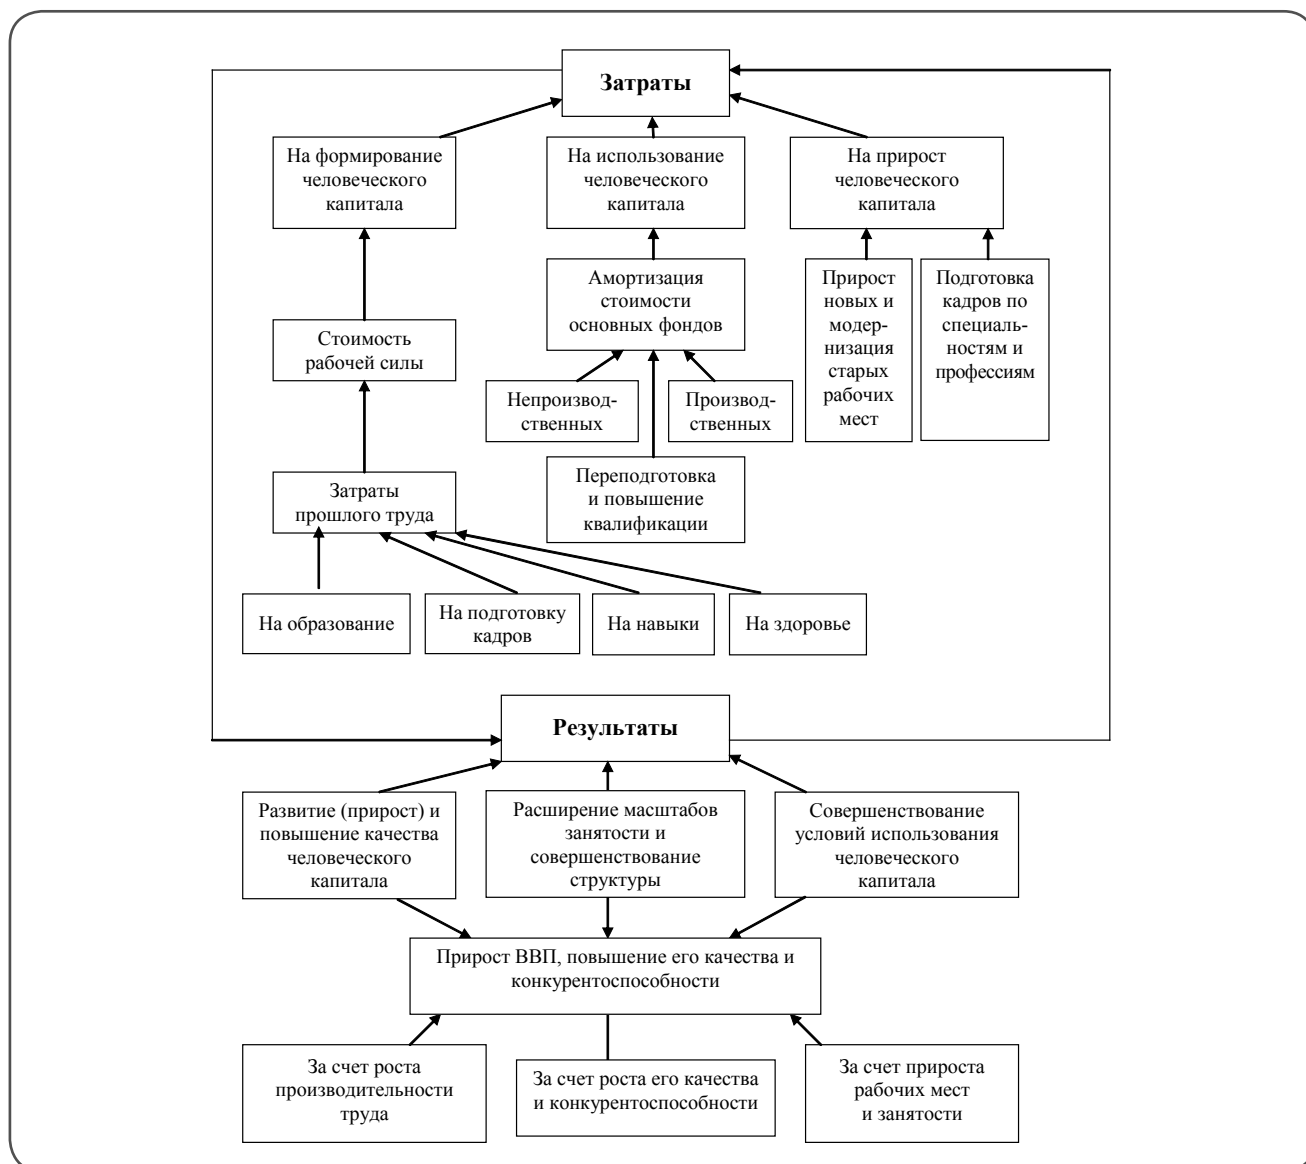 Затраты
На формирование
человеческого
капитала
На использование
человеческого
капитала
На прирост
человеческого
капитала
Амортизация
стоимости
основных фондов
Прирост
новых и
модер-
низация
старых
рабочих
мест
Подготовка
кадров по
специаль-
ностям и
профессиям
Стоимость
рабочей силы
Непроизвод-
ственных
Производ-
ственных
Переподготовка
и повышение
квалификации
Затраты
прошлого труда
На образование
На подготовку
кадров
На навыки
На здоровье
Результаты
Развитие (прирост) и
повышение качества
человеческого
капитала
Расширение масштабов
занятости и
совершенствование
структуры
Совершенствование
условий использования
человеческого
капитала
Прирост ВВП, повышение его качества и
конкурентоспособности
За счет роста
производительности
труда
За счет роста его качества
и конкурентоспособности
За счет прироста
рабочих мест
и занятости